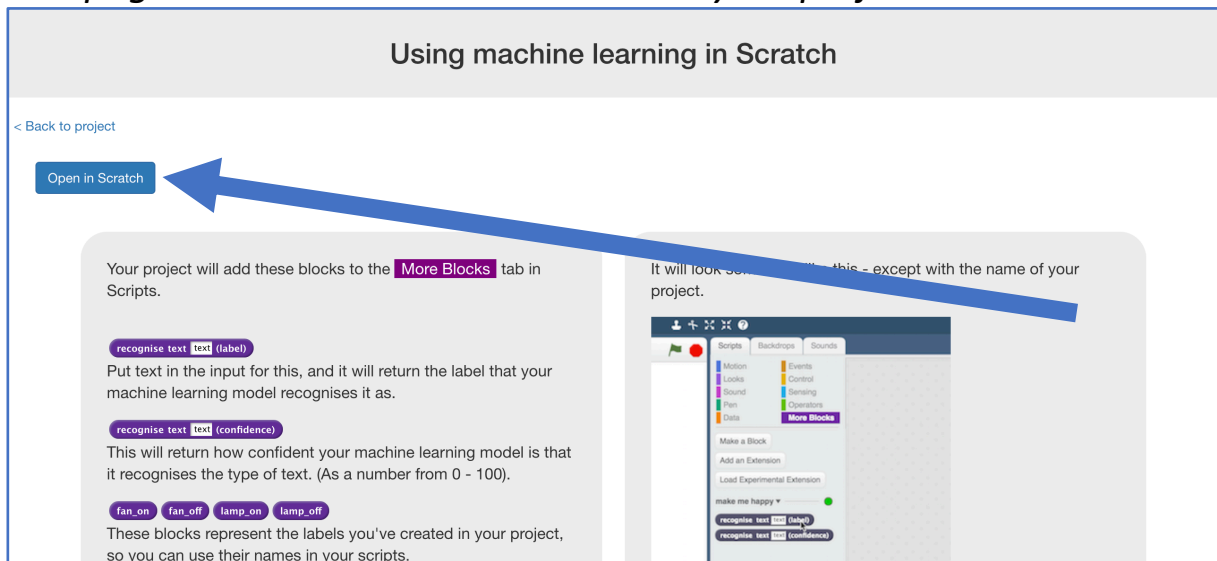 Using machine learning in Scratch
< Back to project
Open in Scratch
Your project will add these blocks to the More Blocks tab in
Scripts.
recognise text text (label)
Put text in the input for this, and it will return the label that your
machine learning model recognises it as.
recognise text text (confidence)
This will return how confident your machine learning model is that
it recognises the type of text. (As a number from 0 - 100).
fan_on fan_off lamp_on lamp_off
These blocks represent the labels you've created in your project,
so you can use their names in your scripts.
It will look this - except with the name of your
project.
Scripts Backdrops Sounds
Motion Events
Looks Control
Sound Sensing
Pen Operators
Data More Blocks
Make a Block
Add an Extension
Load Experimental Extension
make me happy
recognise text text (label)
recognise text text (confidence)